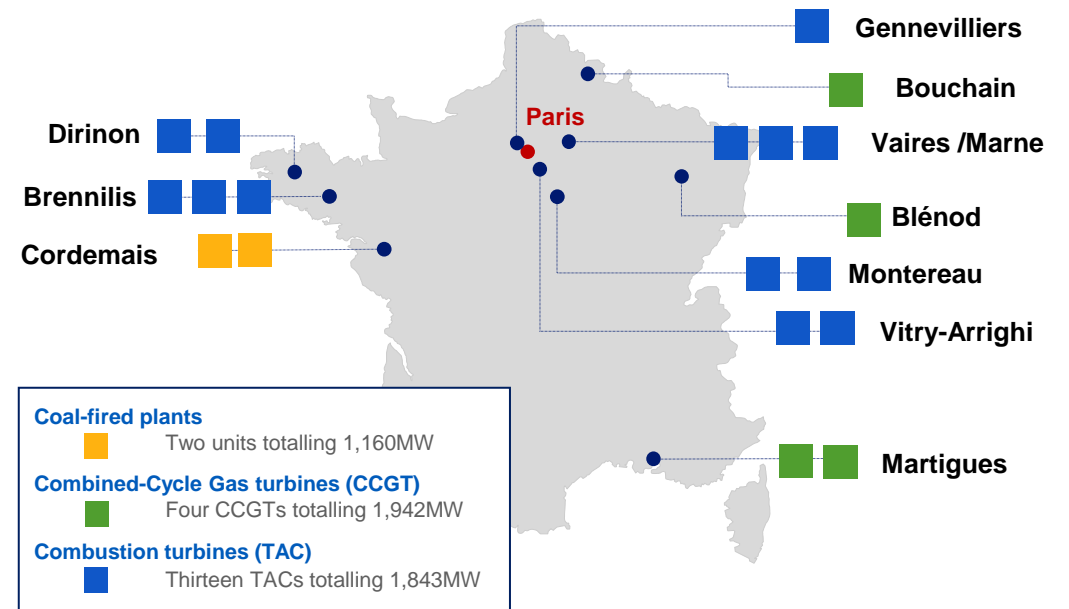 Gennevilliers
Bouchain
Paris
Dirinon
Vaires /Marne
Brennilis
Blénod
Cordemais
Montereau
Vitry-Arrighi
Coal-fired plants
Two units totalling 1,160MW
Combined-Cycle Gas turbines (CCGT)
Four CCGTs totalling 1,942MW
Combustion turbines (TAC)
Thirteen TACs totalling 1,843MW
Martigues